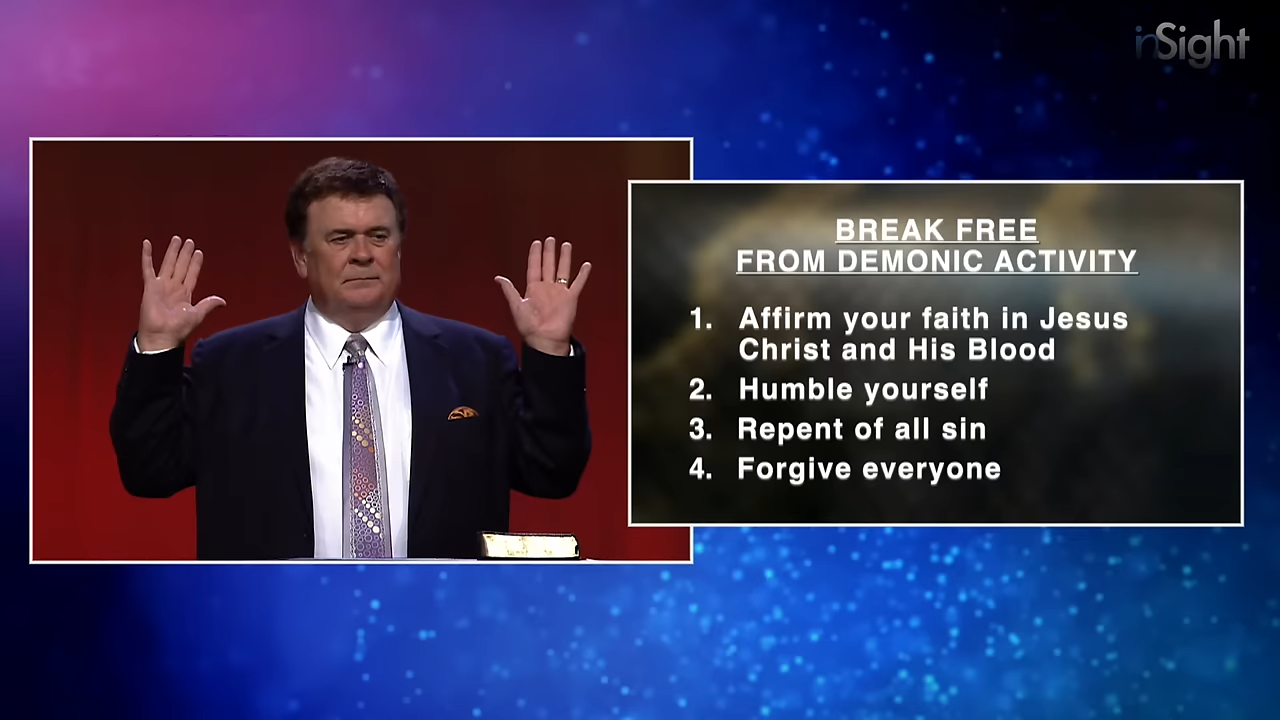 inSight
BREAK FREE
FROM DEMONIC ACTIVITY
1. Affirm your faith in Jesus
Christ and His Blood
2. Humble yourself
3. Repent of all sin
4. Forgive everyone